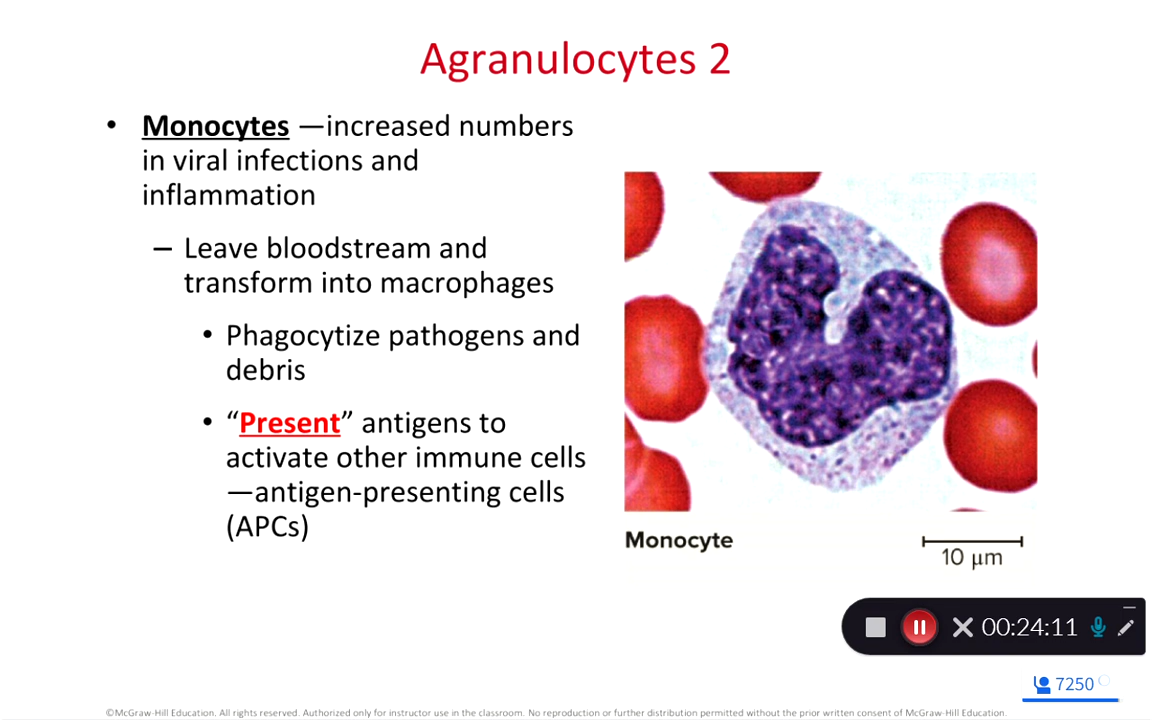 Agranulocytes 2
• Monocytes —increased numbers
in viral infections and
inflammation
– Leave bloodstream and
transform into macrophages
• Phagocytize pathogens and
debris
• “Present” antigens to
activate other immune cells
—antigen-presenting cells
(APCs)
Monocyte
10 μm
00:24:11
7250
©McGraw-Hill Education. All rights reserved. Authorized only for instructor use in the classroom. No reproduction or further distribution permitted without the prior written consent of McGraw-Hill Education.